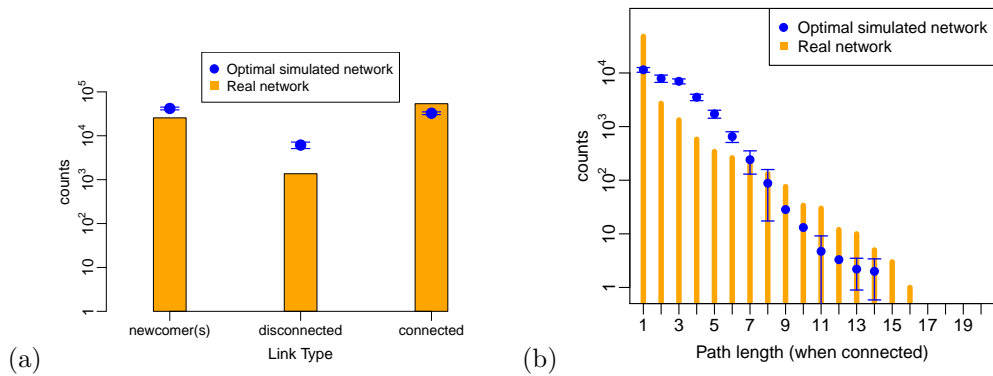 Optimal simulated network
Real network
counts
10^5
10^4
10^3
10^2
10
1
newcomer(s) disconnected connected
Link Type
(a)
Optimal simulated network
Real network
counts
10^4
10^3
10^2
10
1
1 3 5 7 9 11 13 15 17 19
Path length (when connected)
(b)